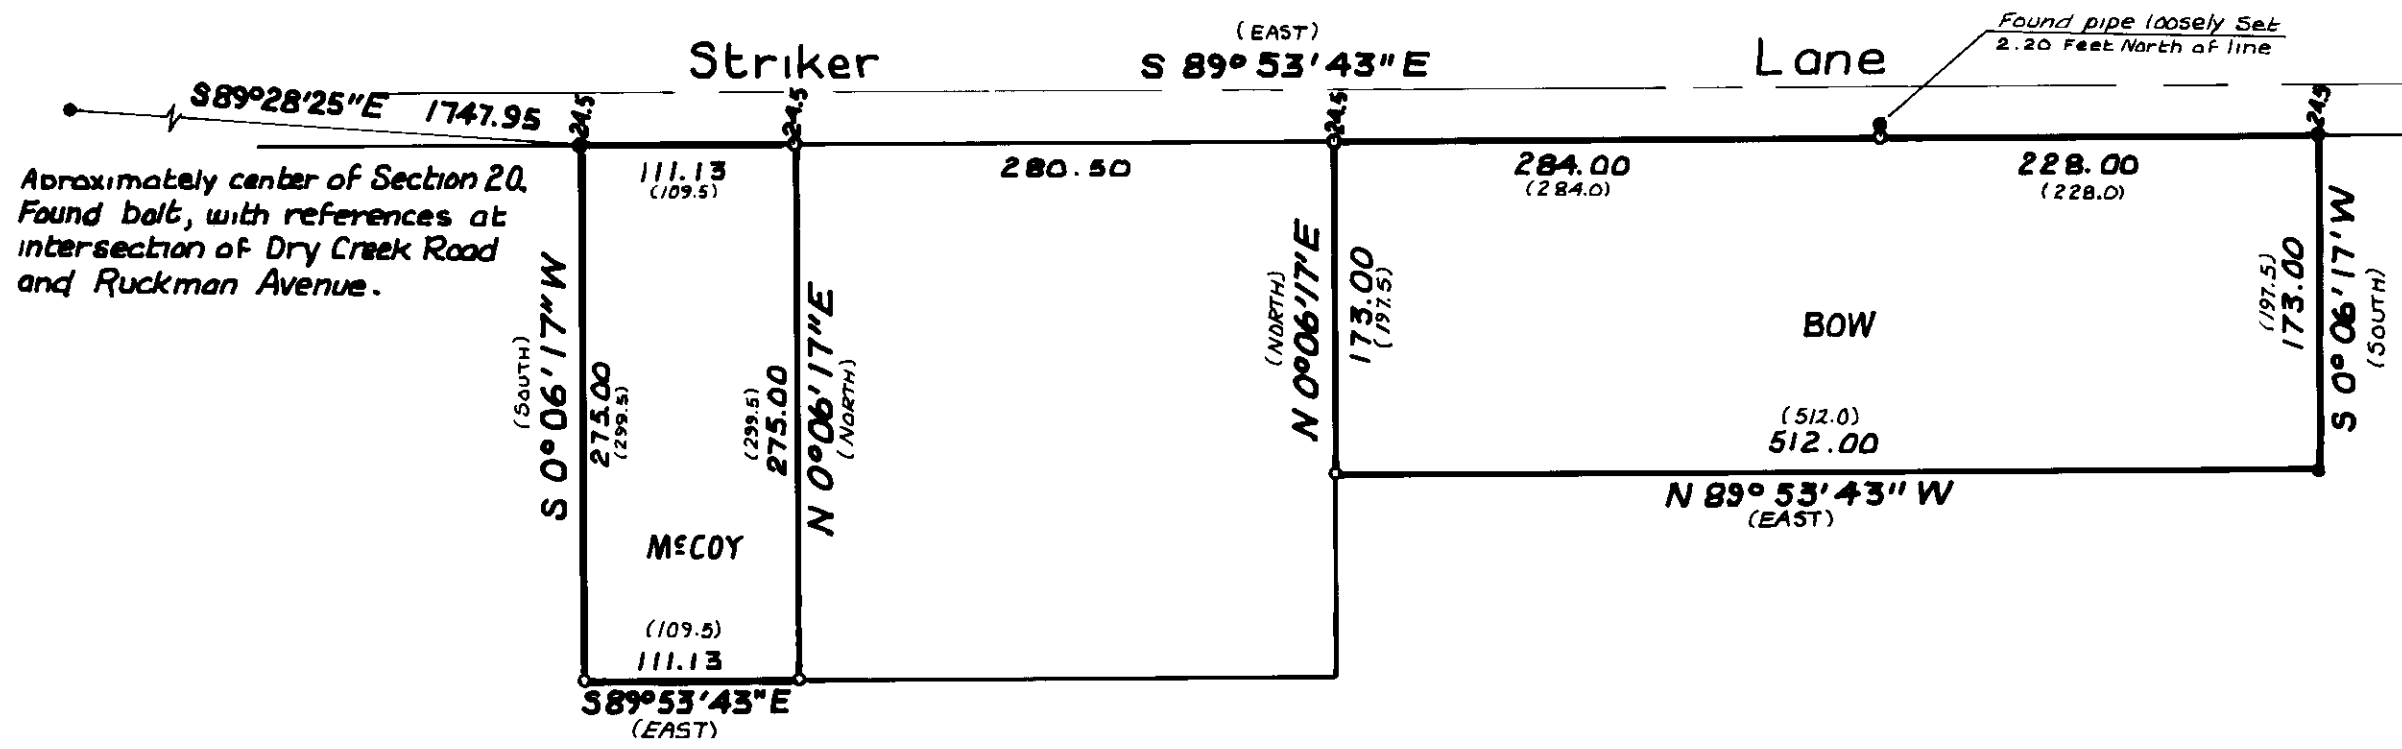 Found pipe loosely Set
2.20 Feet North of line
(EAST)
Striker
S 89° 53' 43" E
Lane
S89°28'25"E 1747.95
24.5
24.5
24.5
24.5
111.13
(109.5)
280.50
284.00
(284.0)
228.00
(228.0)
Aproximately center of Section 20.
Found bolt, with references at
intersection of Dry Creek Road
and Ruckman Avenue.
(SOUTH)
S 0° 06' 17" W
275.00
(299.5)
(299.5)
275.00
N 0°06'17"E
(NORTH)
(NORTH)
N 0°06'17'E
173.00
(197.5)
BOW
(197.5)
173.00
S 0° 06' 17' W
(SOUTH)
(512.0)
512.00
N 89° 53' 43" W
(EAST)
McCOY
(109.5)
111.13
S89°53'43"E
(EAST)